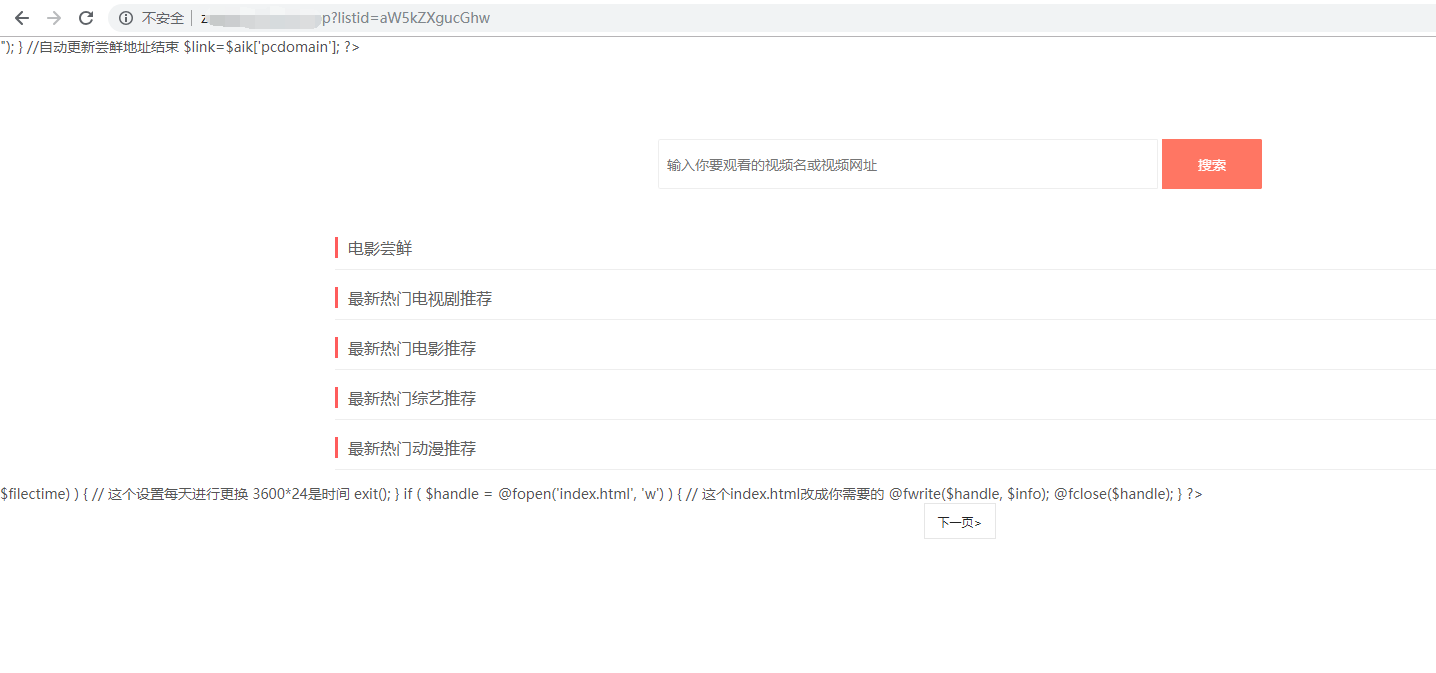 不安全 p?listid=aW5kZXgucGhw
"); } //自动更新尝鲜地址结束 $link=$aik['pcdomain']; ?>
输入你要观看的视频名或视频网址 搜索
电影尝鲜
最新热门电视剧推荐
最新热门电影推荐
最新热门综艺推荐
最新热门动漫推荐
$filectime) ) { // 这个设置每天进行更换 3600*24是时间 exit(); } if ( $handle = @fopen('index.html', 'w') ) { // 这个index.html改成你需要的 @fwrite($handle, $info); @fclose($handle); } ?>
下一页>